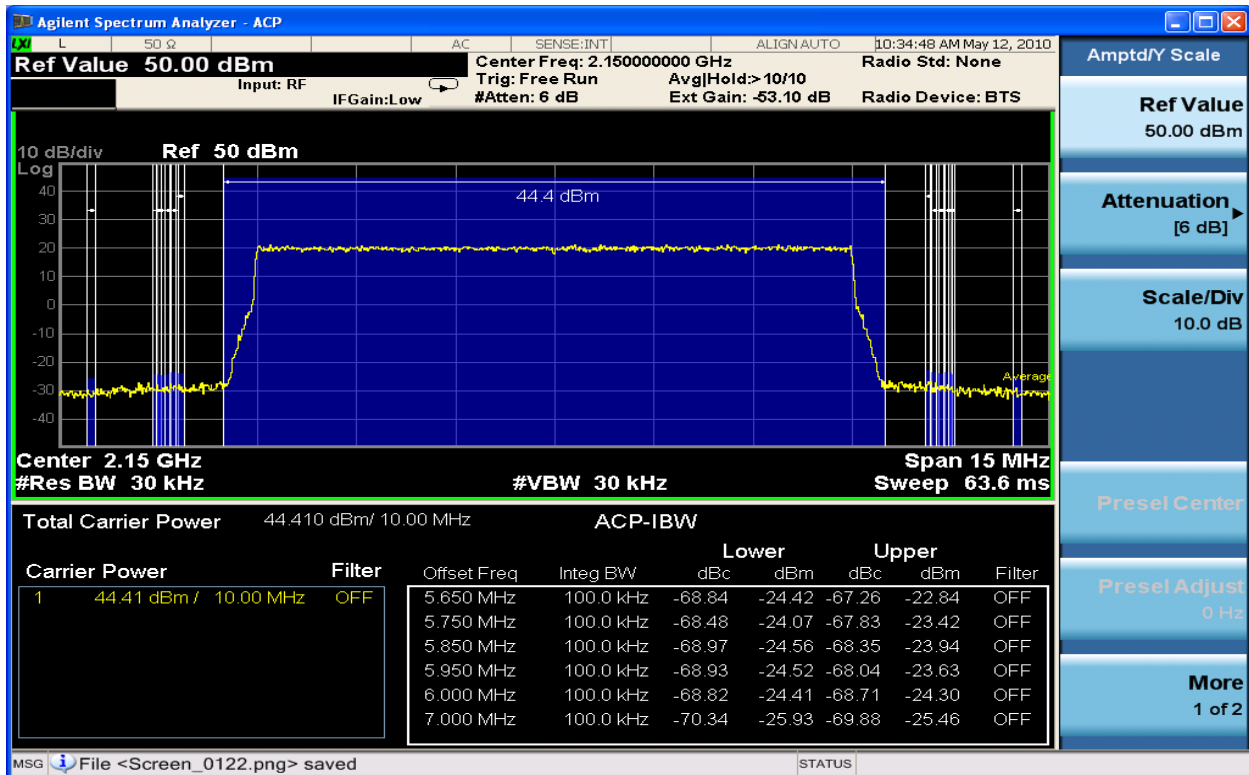 Agilent Spectrum Analyzer - ACP
LXI L 50 Ω AC SENSE:INT ALIGN AUTO 10:34:48 AM May 12, 2010
Ref Value 50.00 dBm
Input: RF
IFGain:Low
Center Freq: 2.150000000 GHz
Trig: Free Run Avg|Hold:> 10/10
#Atten: 6 dB Ext Gain: -53.10 dB
Radio Std: None
Radio Device: BTS
10 dB/div Ref 50 dBm
Log
40
30
20
10
0
-10
-20
-30
-40
44.4 dBm
Average
Center 2.15 GHz Span 15 MHz
#Res BW 30 kHz #VBW 30 kHz Sweep 63.6 ms
Total Carrier Power 44.410 dBm/ 10.00 MHz ACP-IBW
Lower Upper
Carrier Power Filter
Offset Freq Integ BW dBc dBm dBc dBm Filter
1 44.41 dBm / 10.00 MHz OFF
5.650 MHz 100.0 kHz -68.84 -24.42 -67.26 -22.84 OFF
5.750 MHz 100.0 kHz -68.48 -24.07 -67.83 -23.42 OFF
5.850 MHz 100.0 kHz -68.97 -24.56 -68.35 -23.94 OFF
5.950 MHz 100.0 kHz -68.93 -24.52 -68.04 -23.63 OFF
6.000 MHz 100.0 kHz -68.82 -24.41 -68.71 -24.30 OFF
7.000 MHz 100.0 kHz -70.34 -25.93 -69.88 -25.46 OFF
MSG File <Screen_0122.png> saved STATUS
Amptd/Y Scale
Ref Value
50.00 dBm
Attenuation
[6 dB]
Scale/Div
10.0 dB
Presel Center
Presel Adjust
0 Hz
More
1 of 2